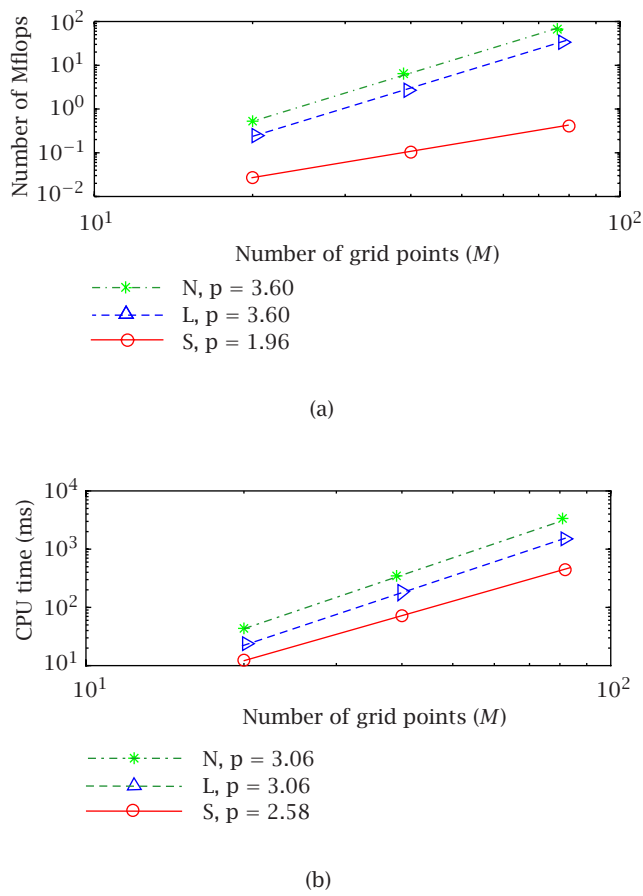 10^2
10^1
10^0
10^-1
10^-2
Number of Mflops
10^1
10^2
Number of grid points (M)
N, p = 3.60
L, p = 3.60
S, p = 1.96
(a)
10^4
10^3
10^2
10^1
CPU time (ms)
10^1
10^2
Number of grid points (M)
N, p = 3.06
L, p = 3.06
S, p = 2.58
(b)